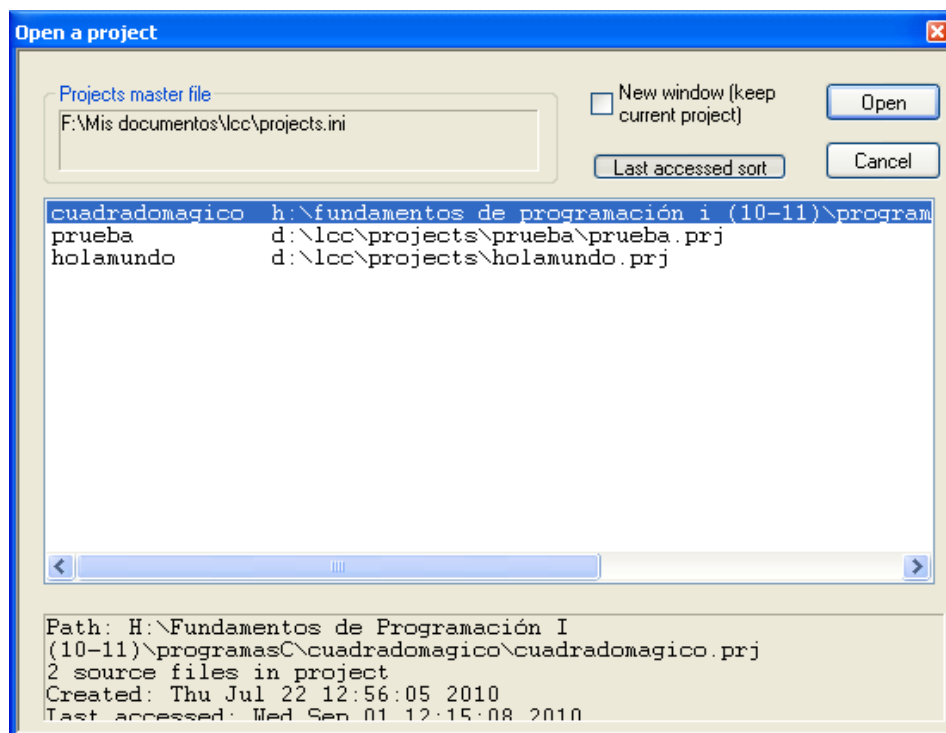 Open a project
Projects master file
F:\Mis documentos\lcc\projects.ini
New window (keep
current project)
Open
Last accessed sort
Cancel
cuadradomagico h:\fundamentos de programación i (10-11)\program
prueba d:\lcc\projects\prueba\prueba.prj
holamundo d:\lcc\projects\holamundo.prj
Path: H:\Fundamentos de Programación I
(10-11)\programasC\cuadradomagico\cuadradomagico.prj
2 source files in project
Created: Thu Jul 22 12:56:05 2010
Last accessed: Wed Sep 01 12:15:08 2010